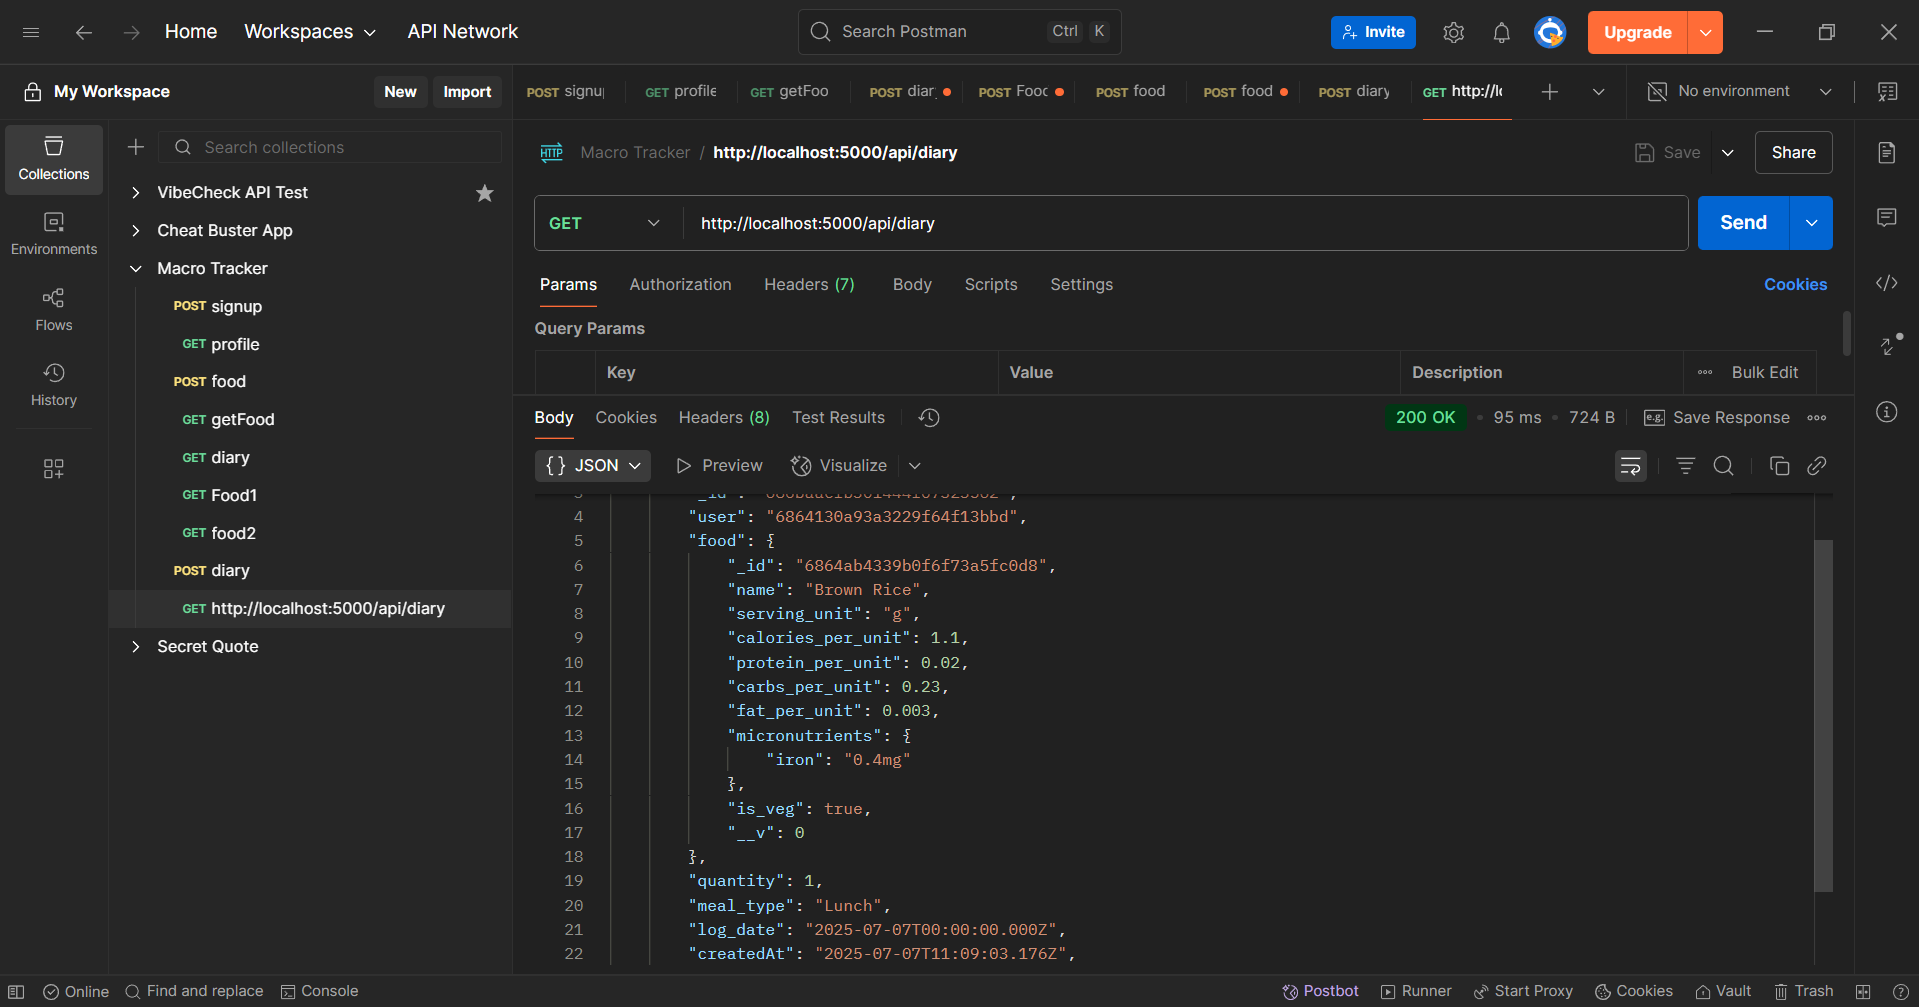 Home
Workspaces
API Network
Search Postman
Ctrl K
Invite
Upgrade
My Workspace
New
Import
POST signu
GET profile
GET getFoo
POST diar
POST Food
POST food
POST food
POST diary
GET http://l
No environment
Collections
Environments
Flows
History
Search collections
VibeCheck API Test
Cheat Buster App
Macro Tracker
POST signup
GET profile
POST food
GET getFood
GET diary
GET Food1
GET food2
POST diary
GET http://localhost:5000/api/diary
Secret Quote
HTTP Macro Tracker / http://localhost:5000/api/diary
Save
Share
GET
http://localhost:5000/api/diary
Send
Params Authorization Headers (7) Body Scripts Settings
Cookies
Query Params
Key Value Description ••• Bulk Edit
Body Cookies Headers (8) Test Results
200 OK • 95 ms • 724 B
e.g. Save Response •••
{} JSON
Preview
Visualize
4 "user": "6864130a93a3229f64f13bbd",
5 "food": {
6 "_id": "6864ab4339b0f6f73a5fc0d8",
7 "name": "Brown Rice",
8 "serving_unit": "g",
9 "calories_per_unit": 1.1,
10 "protein_per_unit": 0.02,
11 "carbs_per_unit": 0.23,
12 "fat_per_unit": 0.003,
13 "micronutrients": {
14 "iron": "0.4mg"
15 },
16 "is_veg": true,
17 "__v": 0
18 },
19 "quantity": 1,
20 "meal_type": "Lunch",
21 "log_date": "2025-07-07T00:00:00.000Z",
22 "createdAt": "2025-07-07T11:09:03.176Z",
Online
Find and replace
Console
Postbot
Runner
Start Proxy
Cookies
Vault
Trash